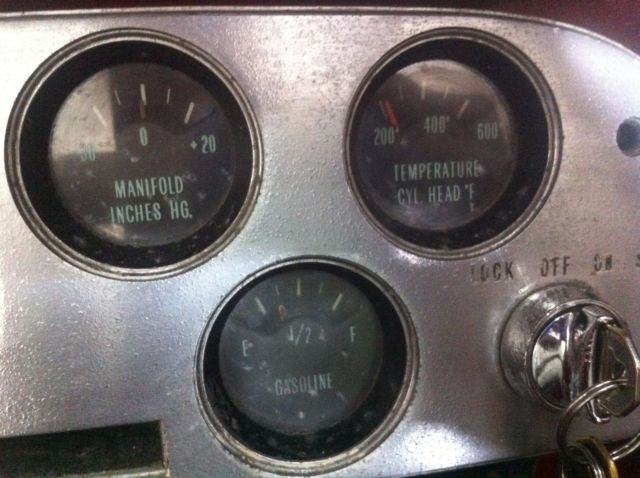 0
+20
MANIFOLD
INCHES HG.
200°
400°
600°
TEMPERATURE
CYL. HEAD °F
LOCK OFF ON
E
1/2
F
GASOLINE